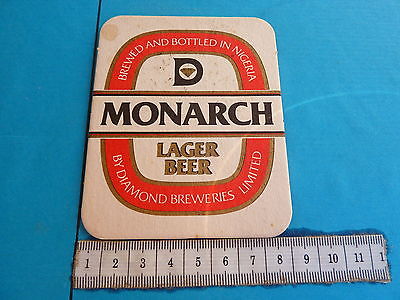 BREWED AND BOTTLED IN NIGERIA
D
MONARCH
LAGER
BEER
BY DIAMOND BREWERIES LIMITED
1 2 3 4 5 6 7 8 9 10 11 1